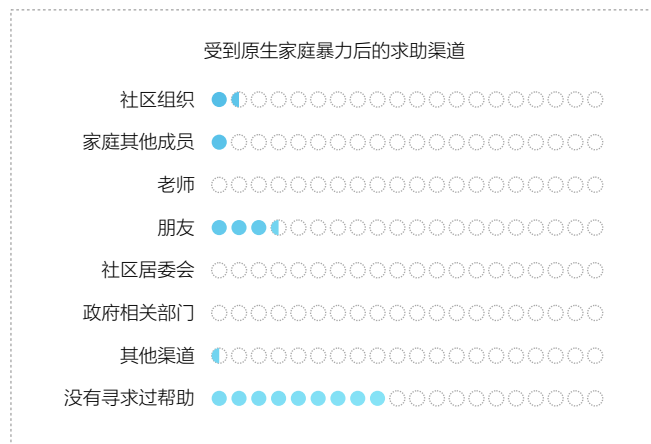 受到原生家庭暴力后的求助渠道
社区组织
家庭其他成员
老师
朋友
社区居委会
政府相关部门
其他渠道
没有寻求过帮助